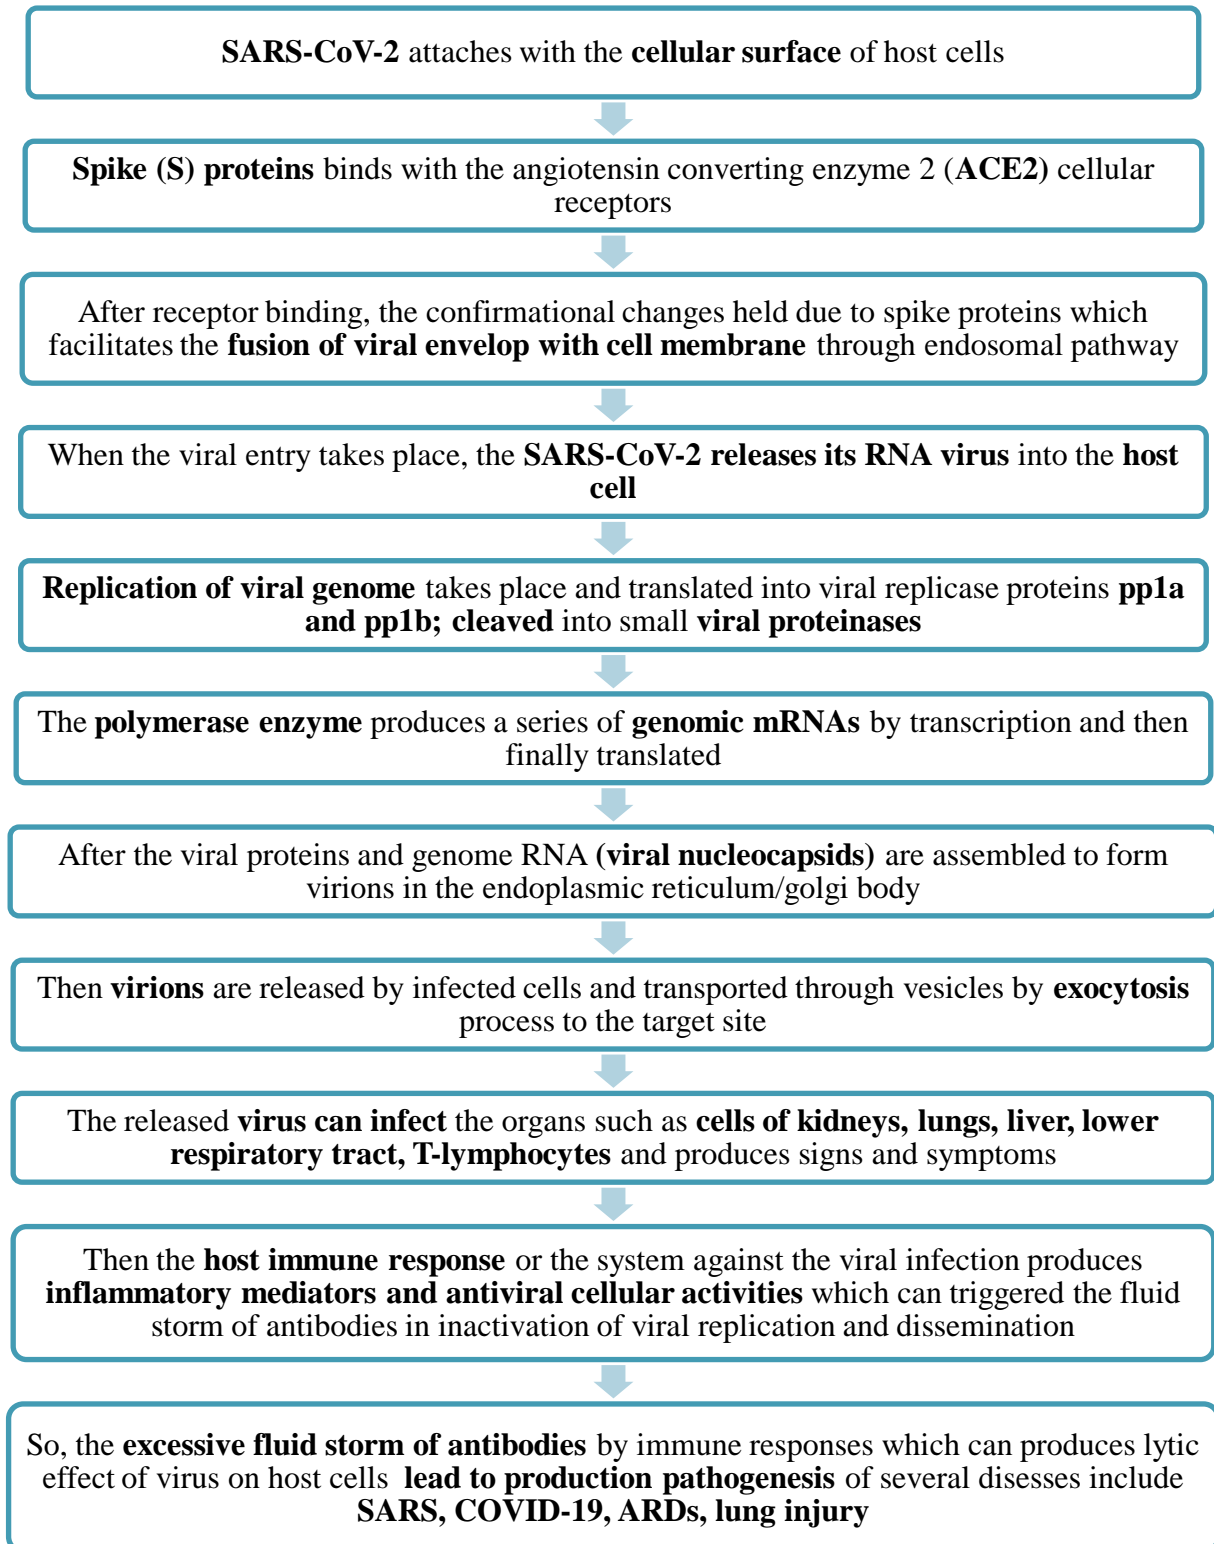 SARS-CoV-2 attaches with the cellular surface of host cells
Spike (S) proteins binds with the angiotensin converting enzyme 2 (ACE2) cellular
receptors
After receptor binding, the confirmational changes held due to spike proteins which
facilitates the fusion of viral envelop with cell membrane through endosomal pathway
When the viral entry takes place, the SARS-CoV-2 releases its RNA virus into the host
cell
Replication of viral genome takes place and translated into viral replicase proteins pp1a
and pp1b; cleaved into small viral proteinases
The polymerase enzyme produces a series of genomic mRNAs by transcription and then
finally translated
After the viral proteins and genome RNA (viral nucleocapsids) are assembled to form
virions in the endoplasmic reticulum/golgi body
Then virions are released by infected cells and transported through vesicles by exocytosis
process to the target site
The released virus can infect the organs such as cells of kidneys, lungs, liver, lower
respiratory tract, T-lymphocytes and produces signs and symptoms
Then the host immune response or the system against the viral infection produces
inflammatory mediators and antiviral cellular activities which can triggered the fluid
storm of antibodies in inactivation of viral replication and dissemination
So, the excessive fluid storm of antibodies by immune responses which can produces lytic
effect of virus on host cells lead to production pathogenesis of several diseases include
SARS, COVID-19, ARDs, lung injury